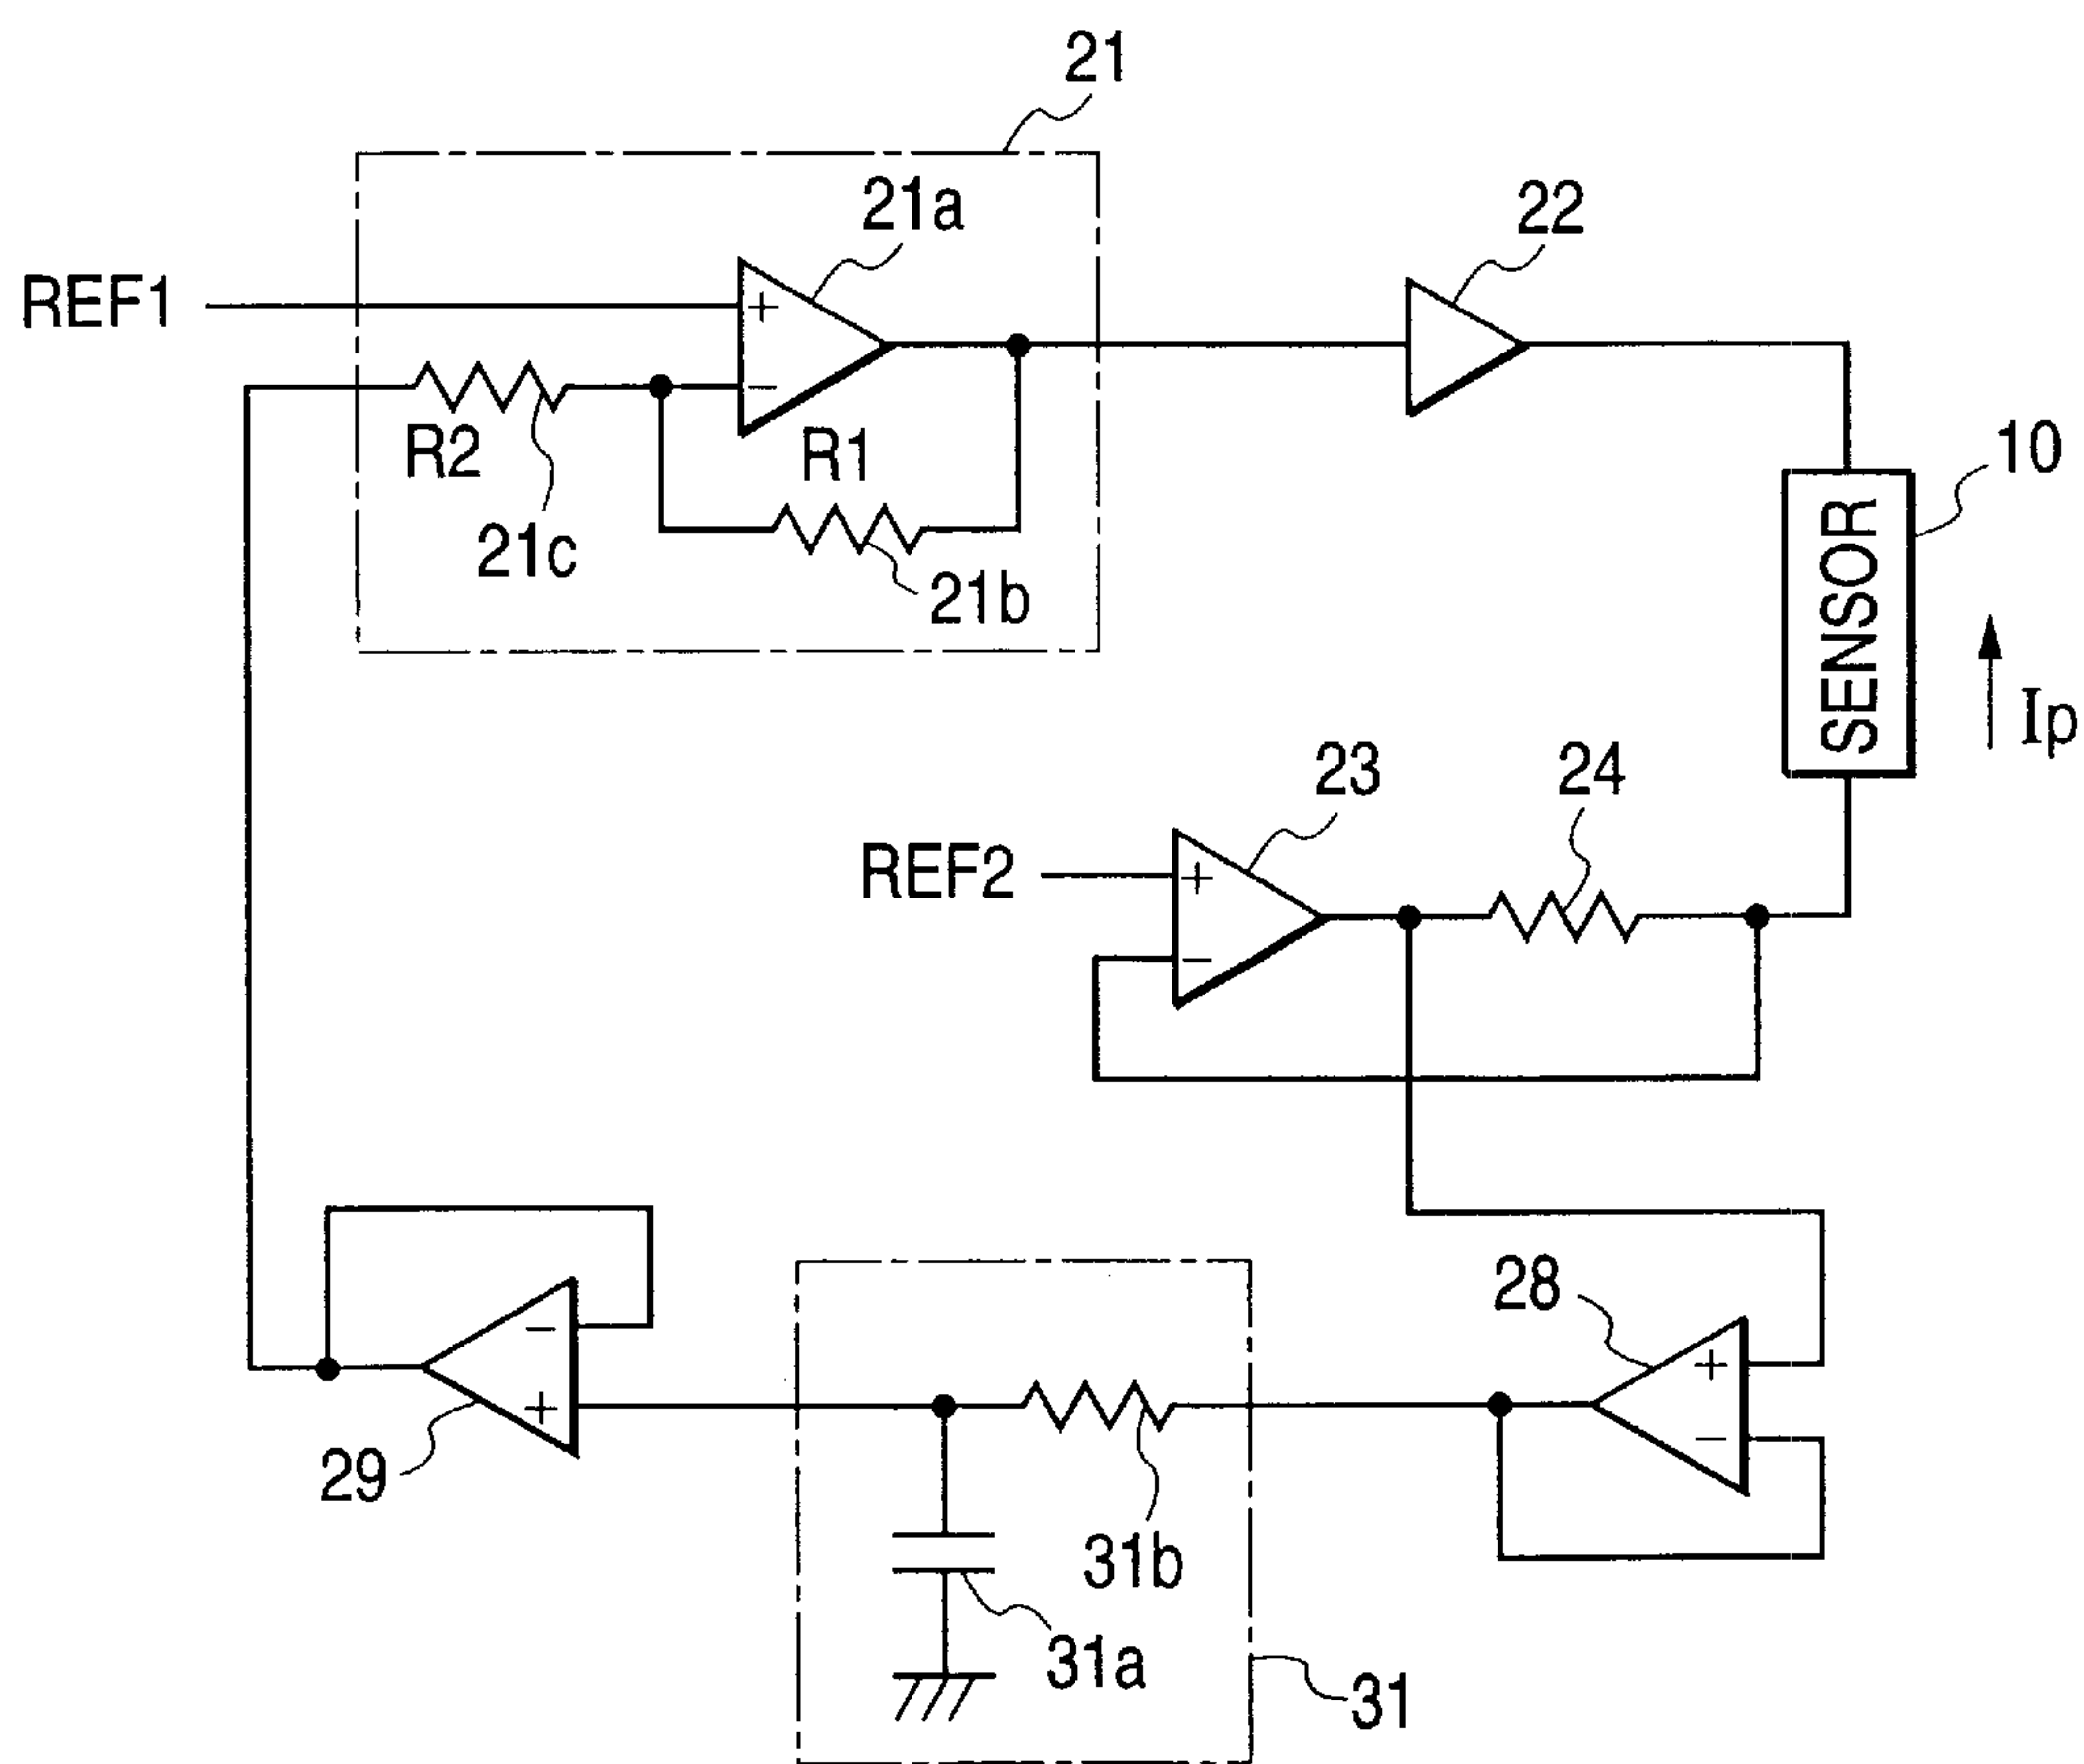 21
21a
22
REF1
+
−
R2
R1
10
21c
21b
SENSOR
Ip
23
24
REF2
+
−
28
−
+
+
−
29
31b
31a
31